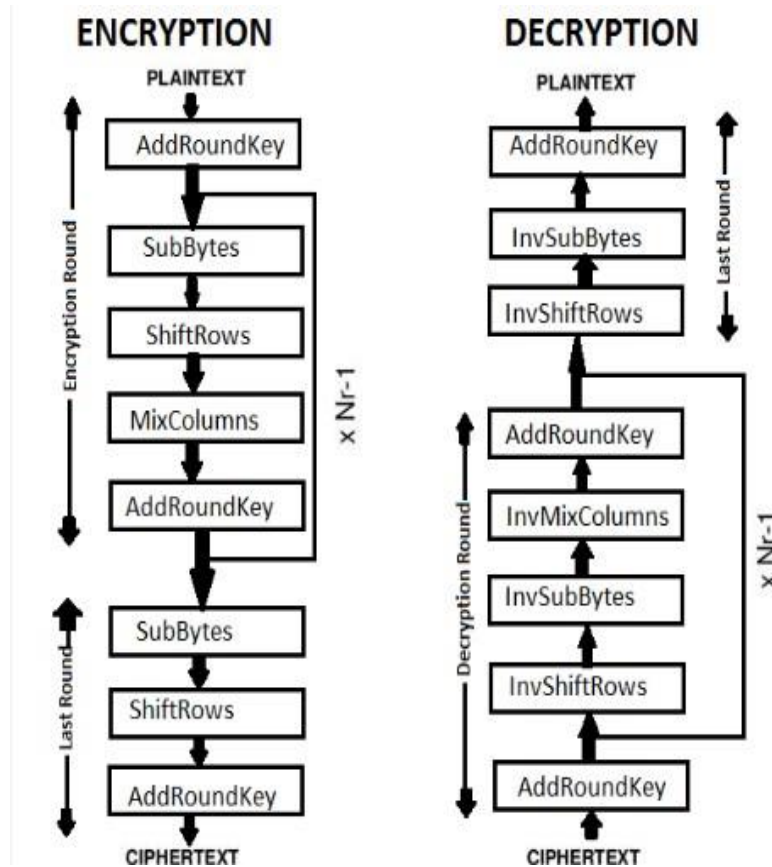 ENCRYPTION
PLAINTEXT
AddRoundKey
SubBytes
ShiftRows
MixColumns
AddRoundKey
Encryption Round
x Nr-1
SubBytes
ShiftRows
AddRoundKey
Last Round
CIPHERTEXT
DECRYPTION
PLAINTEXT
AddRoundKey
InvSubBytes
InvShiftRows
Last Round
AddRoundKey
InvMixColumns
InvSubBytes
InvShiftRows
AddRoundKey
Decryption Round
x Nr-1
CIPHERTEXT